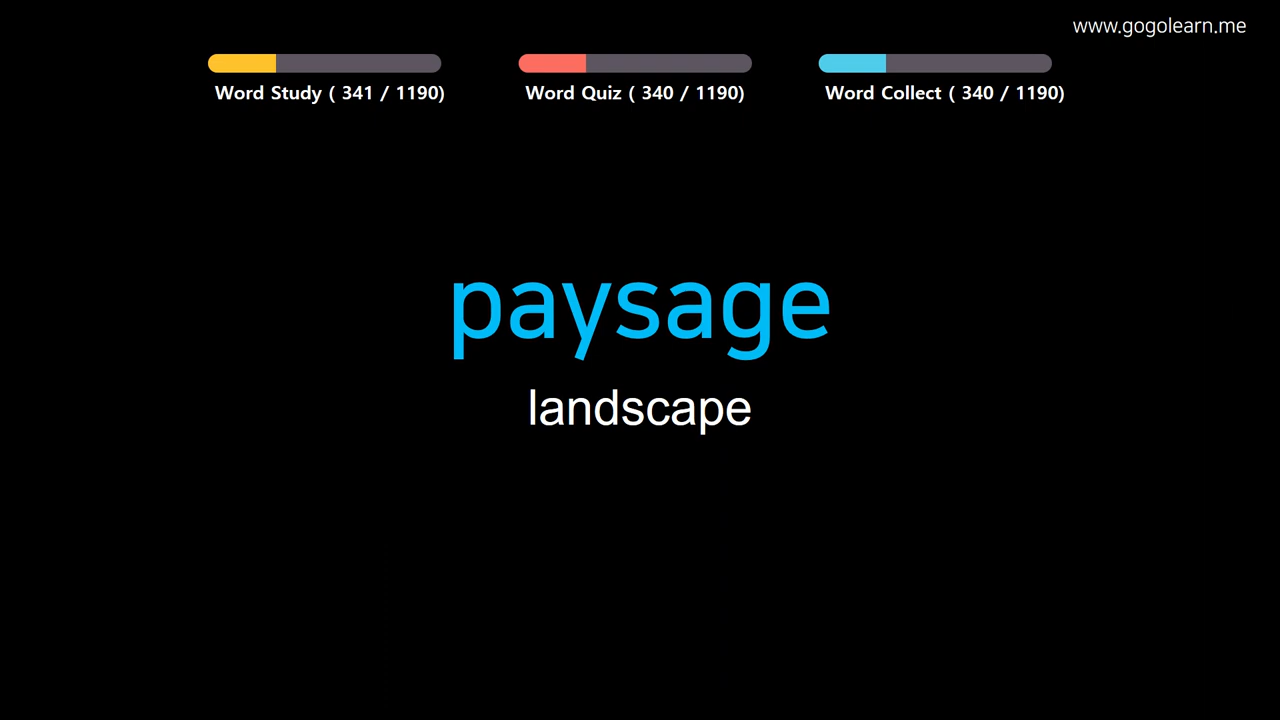 www.gogolearn.me
Word Study ( 341 / 1190)
Word Quiz ( 340 / 1190)
Word Collect ( 340 / 1190)
paysage
landscape